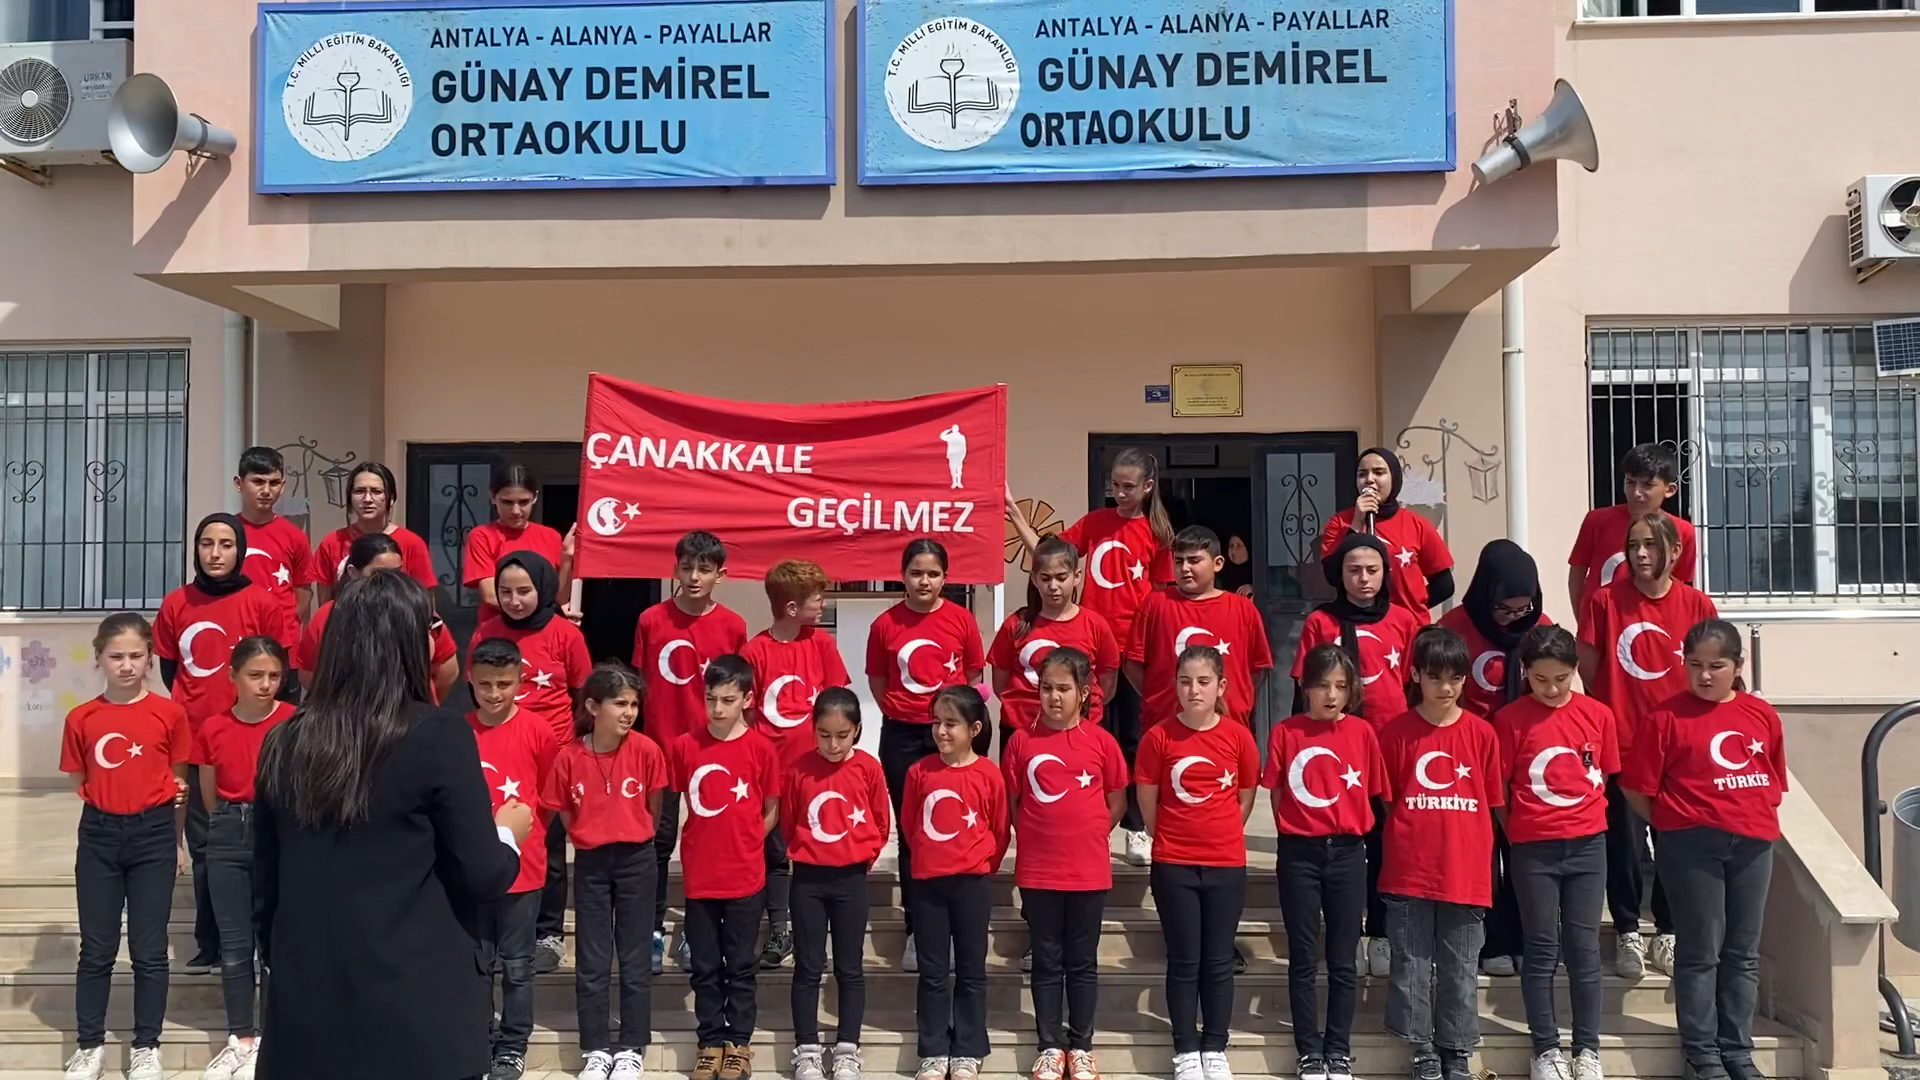 T.C. MİLLİ EĞİTİM BAKANLIĞI
ANTALYA - ALANYA - PAYALLAR
GÜNAY DEMİREL
ORTAOKULU
T.C. MİLLİ EĞİTİM BAKANLIĞI
ANTALYA - ALANYA - PAYALLAR
GÜNAY DEMİREL
ORTAOKULU
ÇANAKKALE
GEÇİLMEZ
TÜRKİYE
TÜRKİE